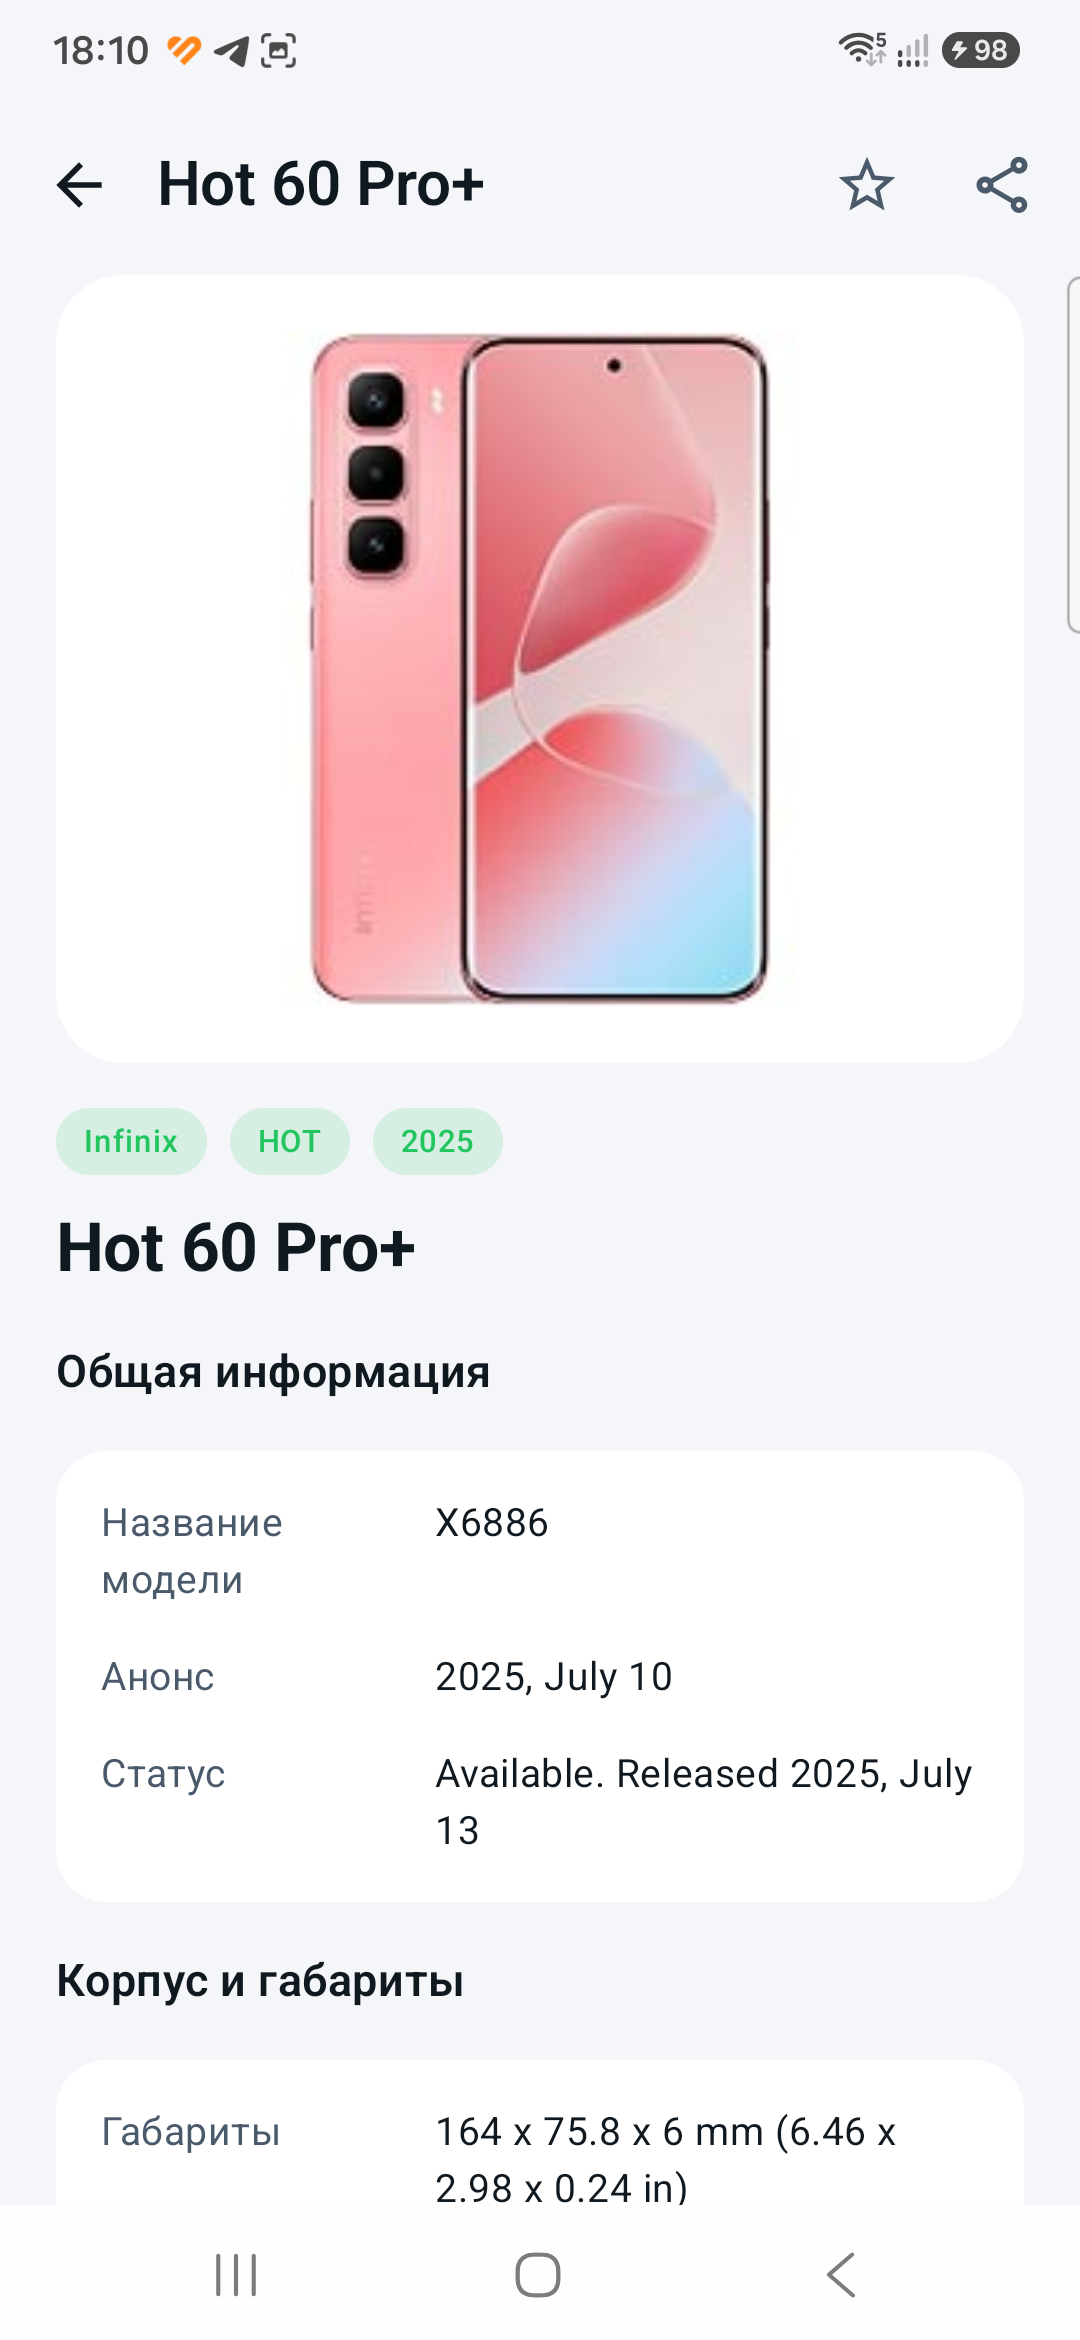 18:10
5
98
Hot 60 Pro+
Infinix
Infinix
HOT
2025
Hot 60 Pro+
Общая информация
Название
X6886
модели
Анонс
2025, July 10
Статус
Available. Released 2025, July
13
Корпус и габариты
Габариты
164 x 75.8 x 6 mm (6.46 x
2.98 x 0.24 in)